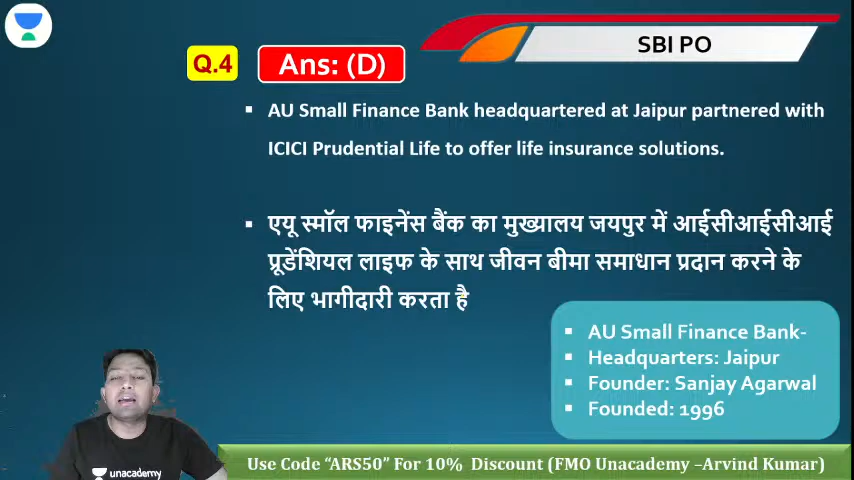 SBI PO
Q.4
Ans: (D)
AU Small Finance Bank headquartered at Jaipur partnered with
ICICI Prudential Life to offer life insurance solutions.
एयू स्मॉल फाइनेंस बैंक का मुख्यालय जयपुर में आईसीआईसीआई
प्रूडेंशियल लाइफ के साथ जीवन बीमा समाधान प्रदान करने के
लिए भागीदारी करता है
AU Small Finance Bank-
Headquarters: Jaipur
Founder: Sanjay Agarwal
Founded: 1996
unacademy
Use Code “ARS50” For 10% Discount (FMO Unacademy –Arvind Kumar)